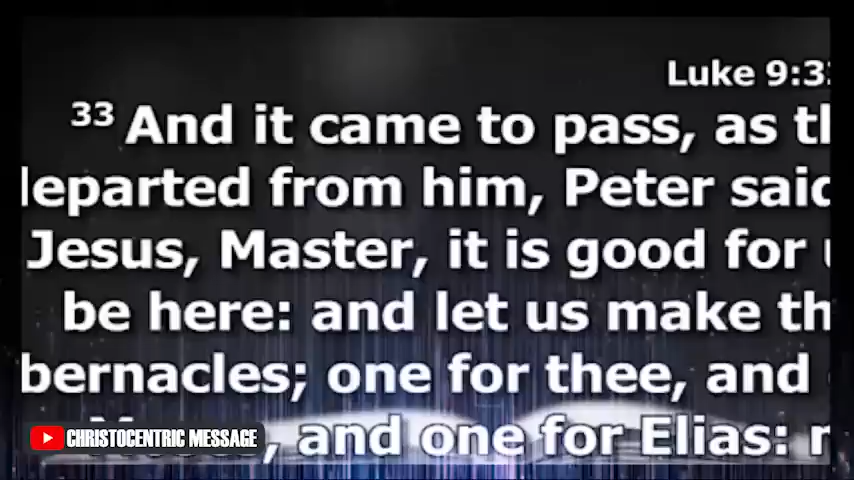 Luke 9:33
33 And it came to pass, as th
departed from him, Peter said
Jesus, Master, it is good for u
be here: and let us make th
bernacles; one for thee, and
, and one for Elias: n
CHRISTOCENTRIC MESSAGE